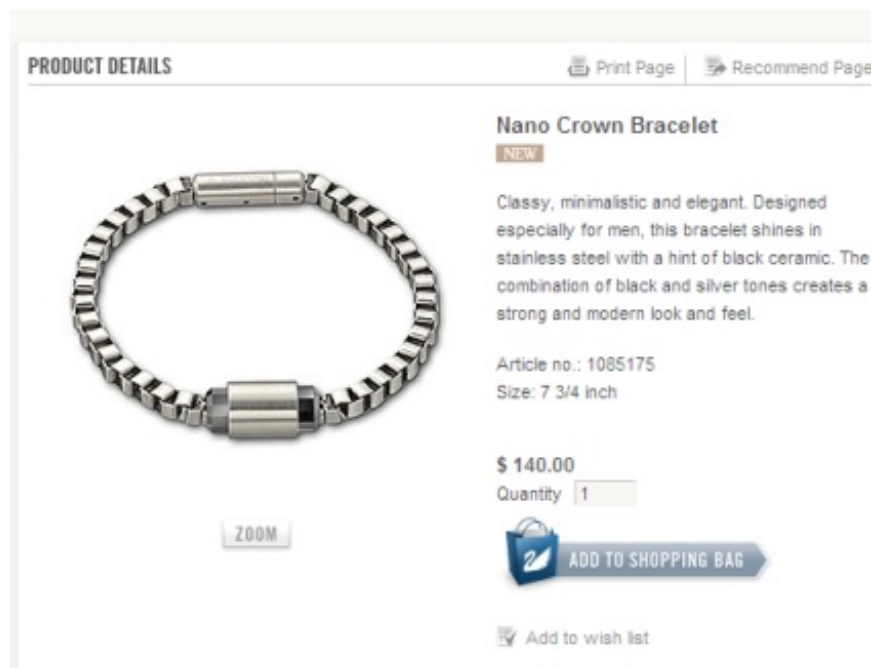 PRODUCT DETAILS
Print Page
Recommend Page
Nano Crown Bracelet
NEW
Classy, minimalistic and elegant. Designed
especially for men, this bracelet shines in
stainless steel with a hint of black ceramic. The
combination of black and silver tones creates a
strong and modern look and feel.
Article no.: 1085175
Size: 7 3/4 inch
$ 140.00
Quantity 1
ZOOM
ADD TO SHOPPING BAG
Add to wish list